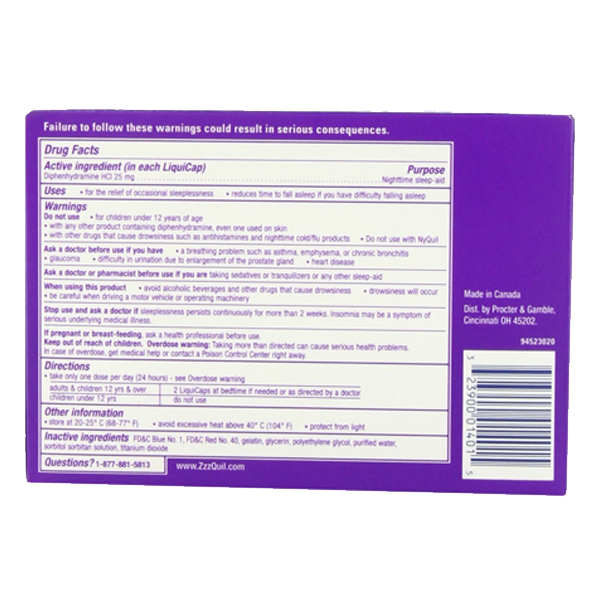 Failure to follow these warnings could result in serious consequences.
Drug Facts
Active ingredient (in each LiquiCap) Purpose
Diphenhydramine HCl 25 mg ... Nighttime sleep-aid
Uses • for the relief of occasional sleeplessness • reduces time to fall asleep if you have difficulty falling asleep
Warnings
Do not use • for children under 12 years of age
• with any other product containing diphenhydramine, even one used on skin
• with other drugs that cause drowsiness such as antihistamines and nighttime cold/flu products • Do not use with NyQuil
Ask a doctor before use if you have • a breathing problem such as asthma, emphysema, or chronic bronchitis
• glaucoma • difficulty in urination due to enlargement of the prostate gland • heart disease
Ask a doctor or pharmacist before use if you are taking sedatives or tranquilizers or any other sleep-aid
When using this product • avoid alcoholic beverages and other drugs that cause drowsiness • drowsiness will occur
• be careful when driving a motor vehicle or operating machinery
Stop use and ask a doctor if sleeplessness persists continuously for more than 2 weeks. Insomnia may be a symptom of
serious underlying medical illness.
If pregnant or breast-feeding, ask a health professional before use.
Keep out of reach of children. Overdose warning: Taking more than directed can cause serious health problems.
In case of overdose, get medical help or contact a Poison Control Center right away.
Directions
• take only one dose per day (24 hours) - see Overdose warning
adults & children 12 yrs & over 2 LiquiCaps at bedtime if needed or as directed by a doctor
children under 12 yrs do not use
Other information
• store at 20-25° C (68-77° F) • avoid excessive heat above 40° C (104° F) • protect from light
Inactive ingredients FD&C Blue No. 1, FD&C Red No. 40, gelatin, glycerin, polyethylene glycol, purified water,
sorbitol sorbitan solution, titanium dioxide
Questions? 1-877-881-5813 www.ZzzQuil.com
Made in Canada
Dist. by Procter & Gamble,
Cincinnati OH 45202.
94523020
3 23900 01401 5